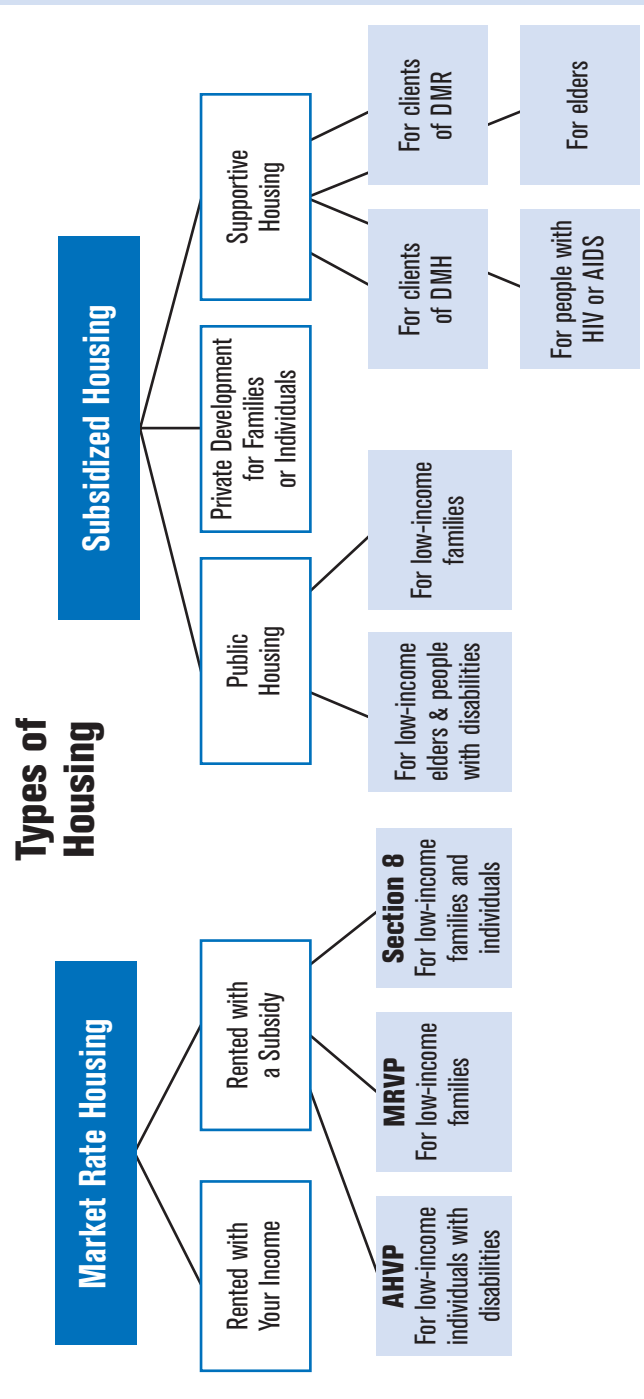 Types of
Housing
Market Rate Housing
Rented with
Your Income
Rented with
a Subsidy
AHVP
For low-income
individuals with
disabilities
MRVP
For low-income
families
Section 8
For low-income
families and
individuals
Subsidized Housing
Public
Housing
Private Development
for Families
or Individuals
Supportive
Housing
For low-income
elders & people
with disabilities
For low-income
families
For clients
of DMH
For clients
of DMR
For people with
HIV or AIDS
For elders